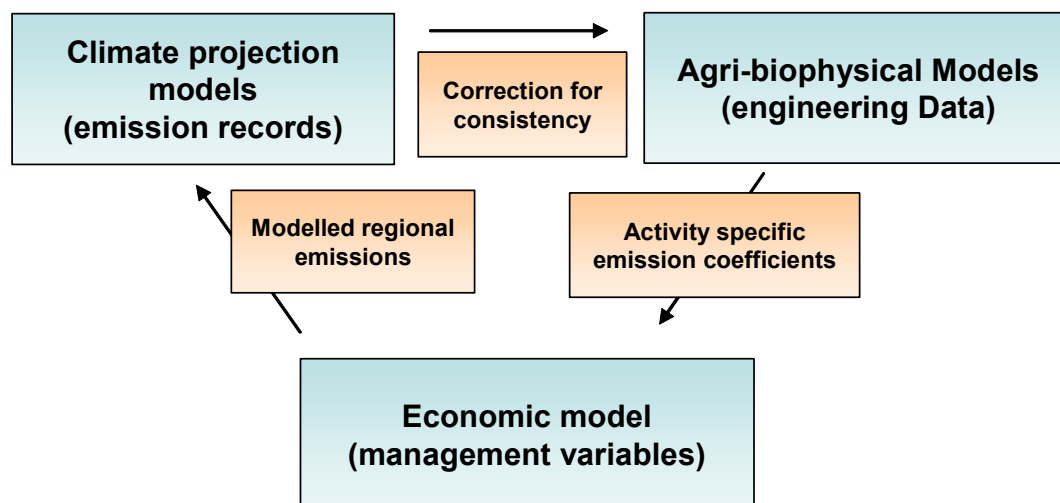 Climate projection
models
(emission records)
Correction for
consistency
Agri-biophysical Models
(engineering Data)
Modelled regional
emissions
Activity specific
emission coefficients
Economic model
(management variables)